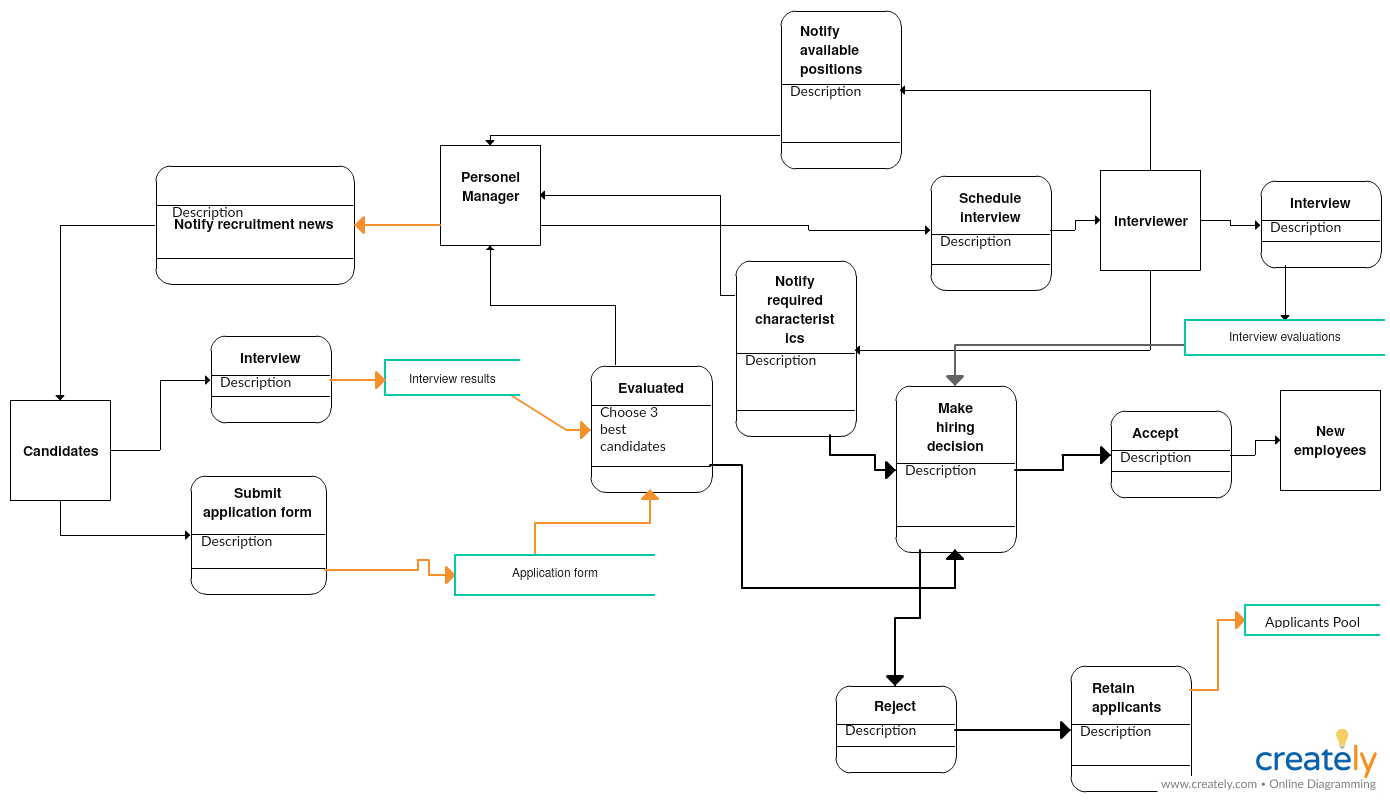 Notify
available
positions
Description
Personel
Manager
Description
Notify recruitment news
Schedule
interview
Description
Interviewer
Interview
Description
Notify
required
characterist
ics
Description
Interview evaluations
Interview
Description
Interview results
Evaluated
Choose 3
best
candidates
Make
hiring
decision
Description
Accept
Description
New
employees
Candidates
Submit
application form
Description
Application form
Applicants Pool
Reject
Description
Retain
applicants
Description
creately
www.creately.com • Online Diagramming